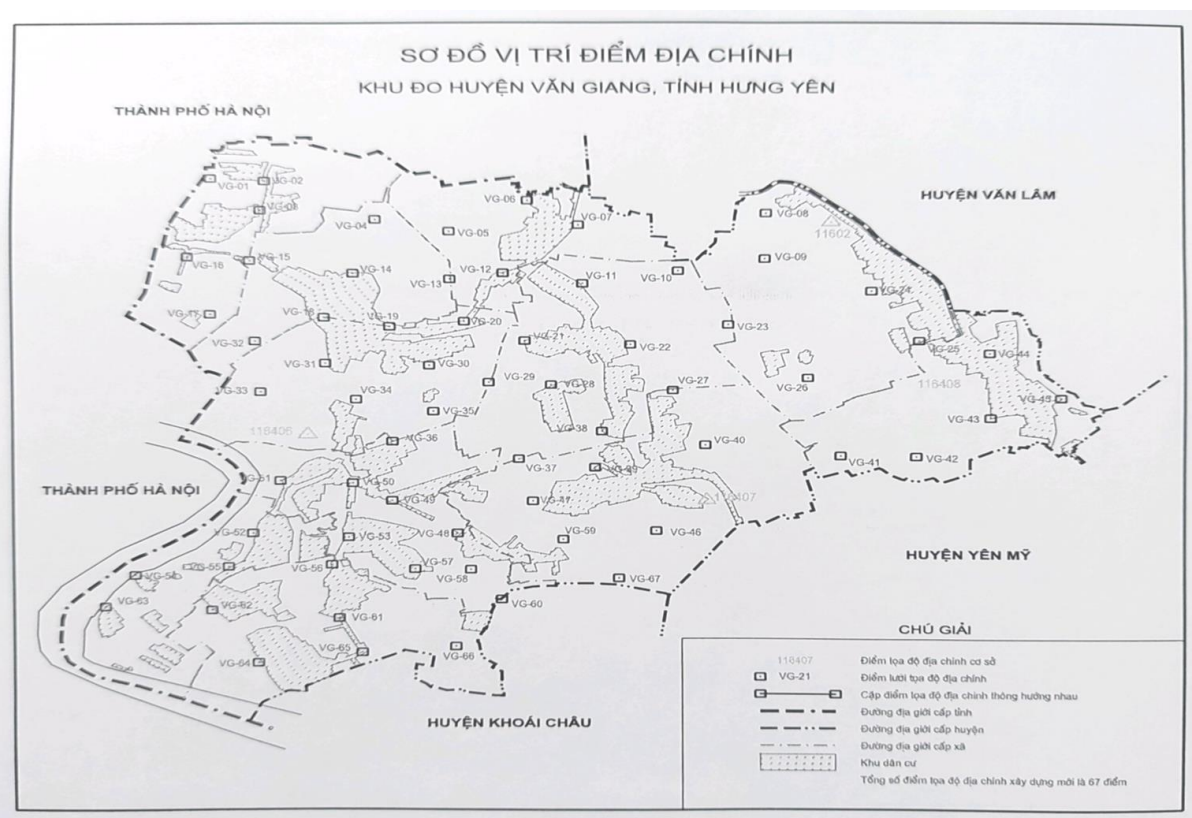 SƠ ĐỒ VỊ TRÍ ĐIỂM ĐỊA CHÍNH
KHU ĐO HUYỆN VĂN GIANG, TỈNH HƯNG YÊN
THÀNH PHỐ HÀ NỘI
HUYỆN VĂN LÂM
VG-01
VG-02
VG-06
VG-04
VG-05
VG-07
VG-08
11602
VG-16
VG-15
VG-14
VG-13
VG-12
VG-11
VG-10
VG-09
VG-24
VG-17
VG-18
VG-19
VG-20
VG-23
VG-32
VG-21
VG-22
VG-25
VG-44
VG-31
VG-30
VG-29
VG-28
VG-27
VG-26
116408
VG-33
VG-34
VG-35
VG-45
VG-43
116406
VG-36
VG-38
VG-40
VG-37
VG-39
VG-41
VG-42
THÀNH PHỐ HÀ NỘI
VG-51
VG-50
VG-49
VG-47
116407
VG-52
VG-53
VG-48
VG-59
VG-46
HUYỆN YÊN MỸ
VG-54
VG-55
VG-56
VG-57
VG-58
VG-67
VG-63
VG-62
VG-61
VG-60
VG-64
VG-65
VG-66
HUYỆN KHOÁI CHÂU
CHÚ GIẢI
116407 Điểm tọa độ địa chính cơ sở
VG-21 Điểm lưới tọa độ địa chính
Cặp điểm tọa độ địa chính thông hướng nhau
Đường địa giới cấp tỉnh
Đường địa giới cấp huyện
Đường địa giới cấp xã
Khu dân cư
Tổng số điểm tọa độ địa chính xây dựng mới là 67 điểm